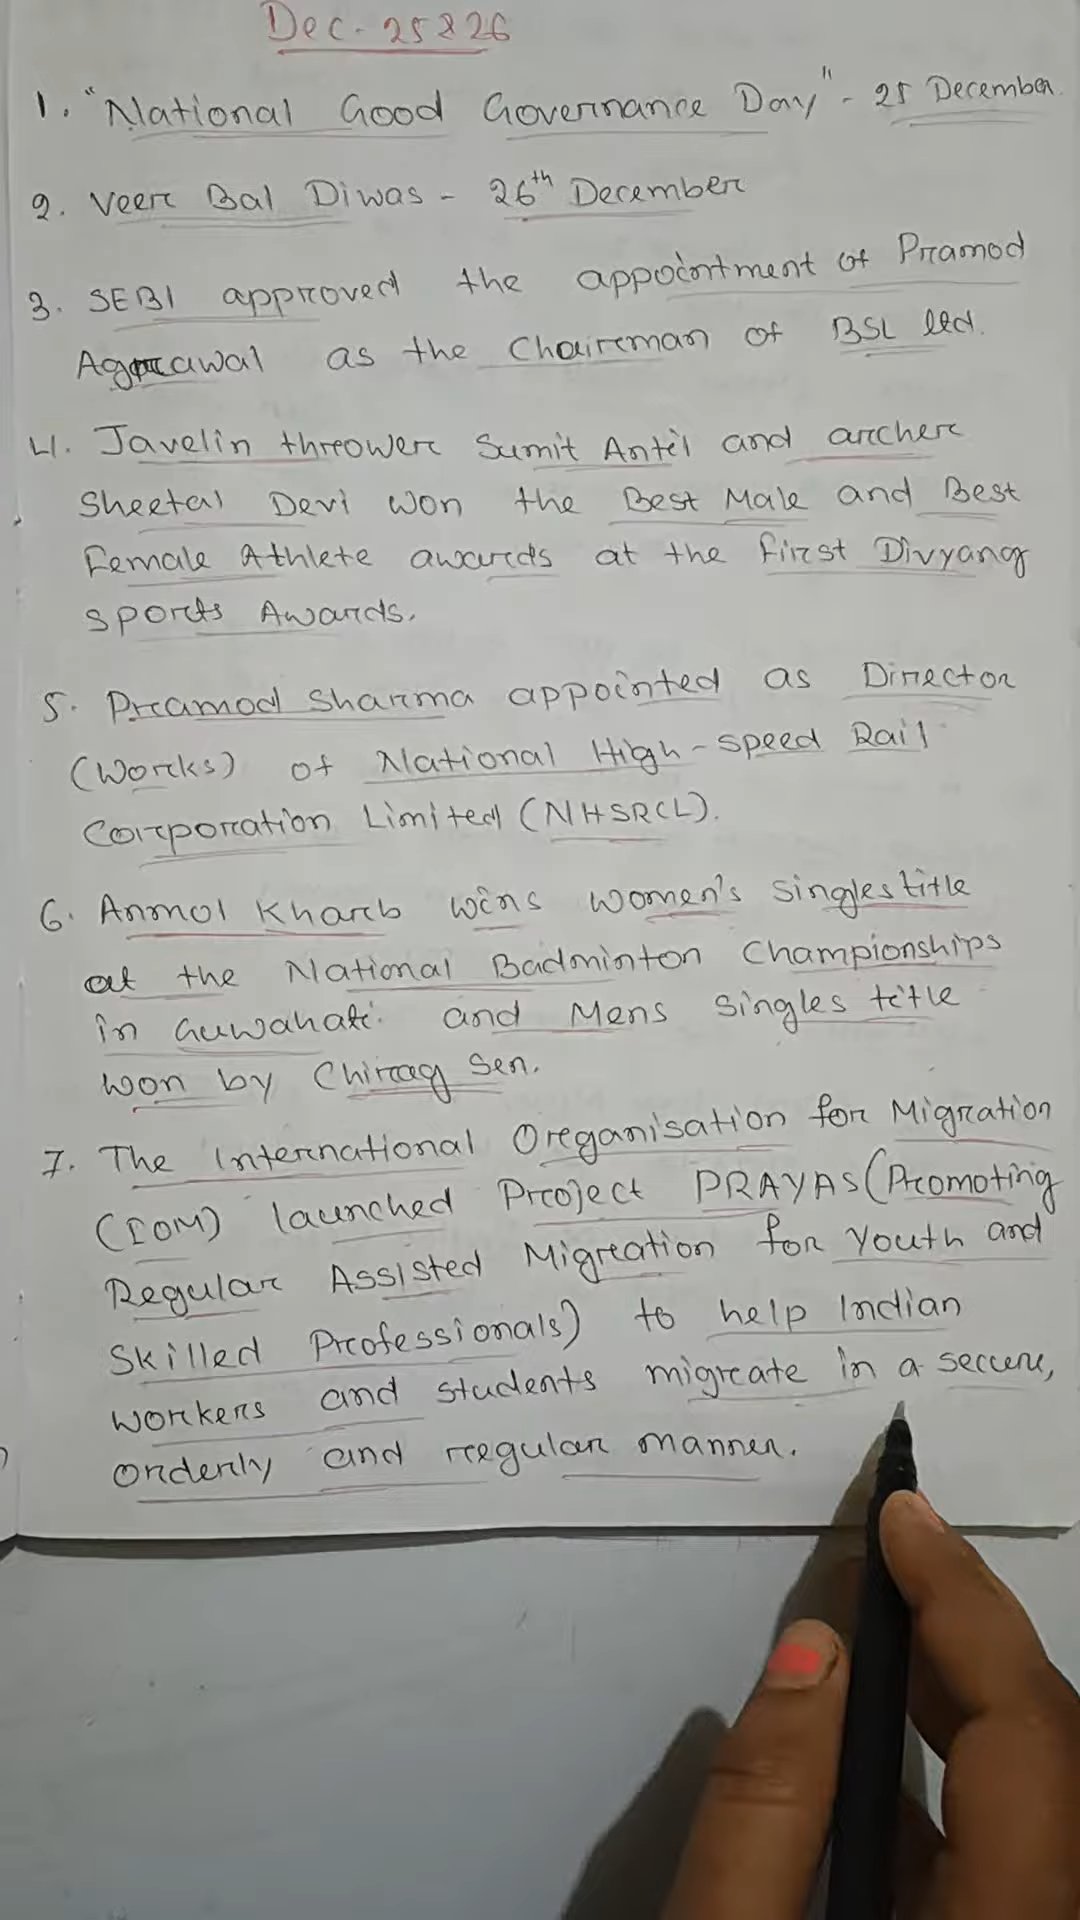 Dec - 25 & 26
1. "National Good Governance Day" - 25 December.
2. Veer Bal Diwas - 26th December
3. SEBI approved the appointment of Pramod
Agrawal as the Chairman of BSL Ltd.
4. Javelin thrower Sumit Antil and archer
Sheetal Devi won the Best Male and Best
Female Athlete awards at the first Divyang
Sports Awards.
5. Pramod Sharma appointed as Director
(Works) of National High-speed Rail
Corporation Limited (NHSRCL).
6. Anmol Kharb wins women's singles title
at the National Badminton Championships
in Guwahati. and Mens singles title
won by Chirag Sen.
7. The International Organisation for Migration
(IOM) launched Project PRAYAS (Promoting
Regular Assisted Migration for Youth and
Skilled Professionals) to help Indian
workers and students migrate in a secure,
orderly and regular manner.